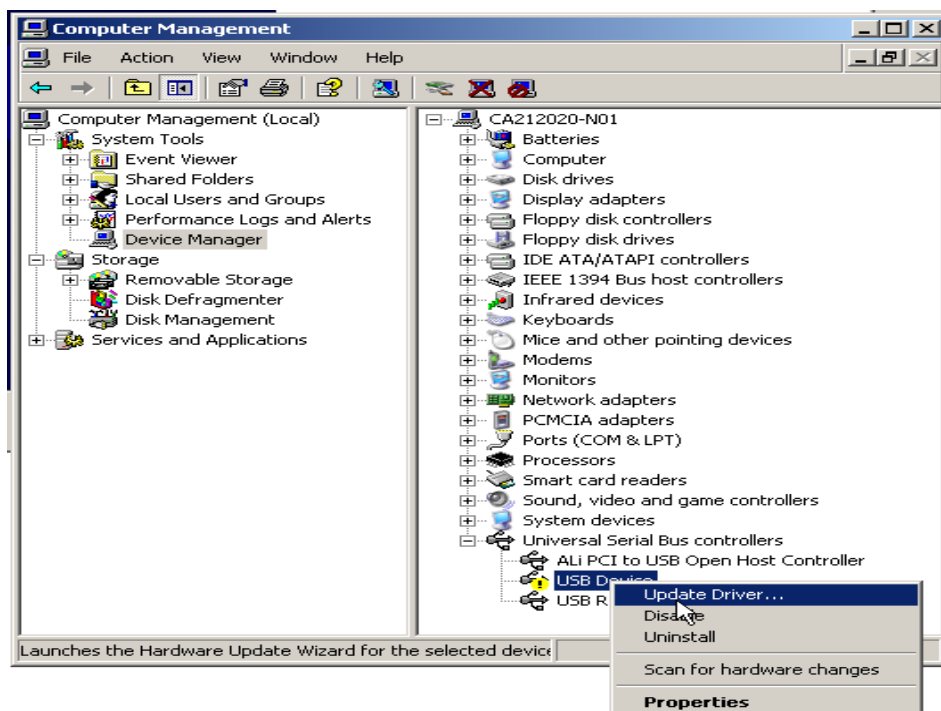 Computer Management
File Action View Window Help
Computer Management (Local)
System Tools
Event Viewer
Shared Folders
Local Users and Groups
Performance Logs and Alerts
Device Manager
Storage
Removable Storage
Disk Defragmenter
Disk Management
Services and Applications
CA212020-N01
Batteries
Computer
Disk drives
Display adapters
Floppy disk controllers
Floppy disk drives
IDE ATA/ATAPI controllers
IEEE 1394 Bus host controllers
Infrared devices
Keyboards
Mice and other pointing devices
Modems
Monitors
Network adapters
PCMCIA adapters
Ports (COM & LPT)
Processors
Smart card readers
Sound, video and game controllers
System devices
Universal Serial Bus controllers
ALi PCI to USB Open Host Controller
USB Device
USB R
Update Driver...
Disable
Uninstall
Scan for hardware changes
Properties
Launches the Hardware Update Wizard for the selected device